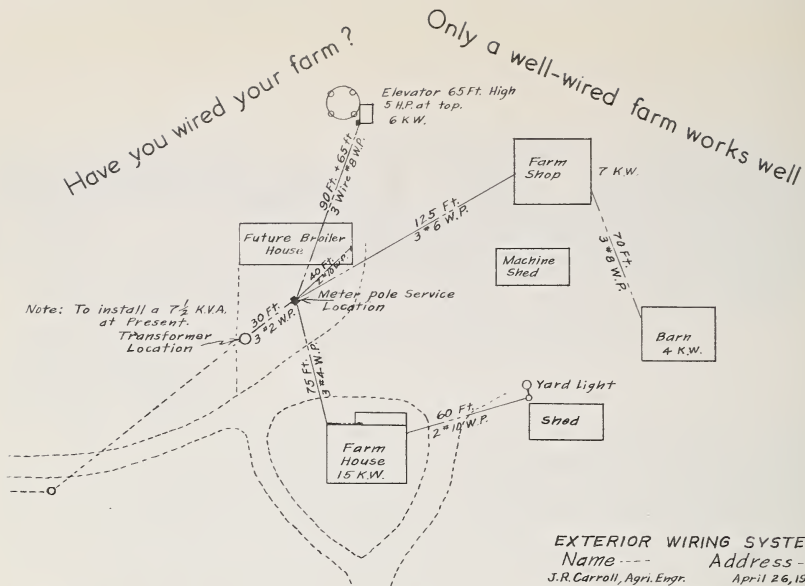 Have you wired your farm?
Only a well-wired farm works well
Elevator 65 Ft. High
5 H.P. at top.
6 K.W.
90 Ft. + 65 ft.
3 Wire #8 W.P.
Farm
Shop
7 K.W.
125 Ft.
3 #6 W.P.
Future Broiler
House
40 Ft.
Machine
Shed
70 Ft.
3 #8 W.P.
Meter pole Service
Location
Note: To install a 7 1/2 K.V.A.
at Present.
Transformer
Location
30 Ft.
3 #2 W.P.
Barn
4 K.W.
75 Ft.
3 #4 W.P.
Yard Light
60 Ft.
2 #10 W.P.
Shed
Farm
House
15 K.W.
EXTERIOR WIRING SYSTE
Name ---- Address -
J.R. Carroll, Agri. Engr. April 26, 19